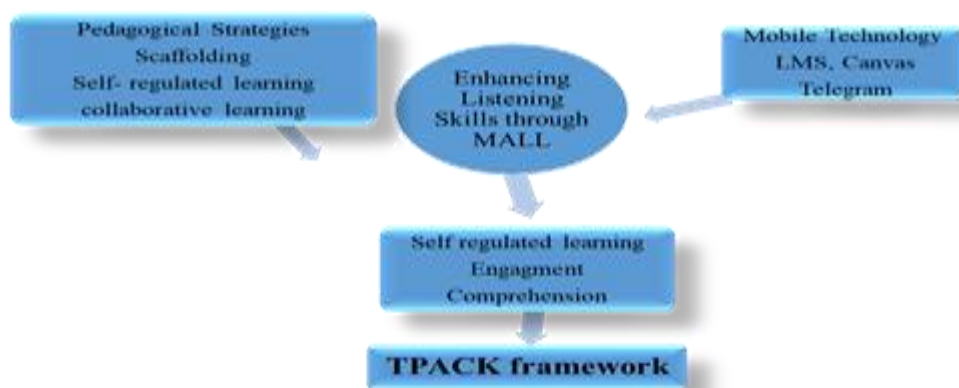 Pedagogical Strategies
Scaffolding
Self- regulated learning
collaborative learning
Enhancing
Listening
Skills through
MALL
Mobile Technology
LMS, Canvas
Telegram
Self regulated learning
Engagment
Comprehension
TPACK framework